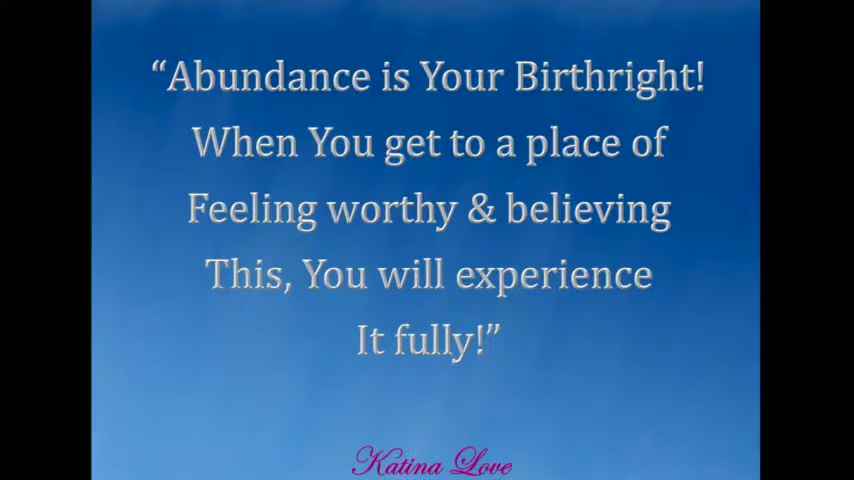 “Abundance is Your Birthright!
When You get to a place of
Feeling worthy & believing
This, You will experience
It fully!”
Katina Love